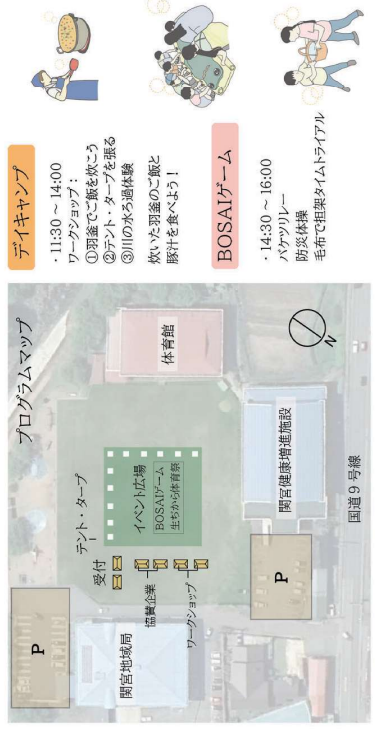 プログラムマップ
P
テント・タープ
受付
イベント広場
BOSAIゲーム
生ぢから体育祭
体育館
関宮地域局
協賛企業
ワークショップ
P
関宮健康増進施設
N
国道9号線
デイキャンプ
・11:30 ~ 14:00
ワークショップ：
①羽釜でご飯を炊こう
②テント・タープを張る
③川の水ろ過体験
炊いた羽釜のご飯と
豚汁を食べよう！
BOSAIゲーム
・14:30 ~ 16:00
バケツリレー
防災体操
毛布で担架タイムトライアル